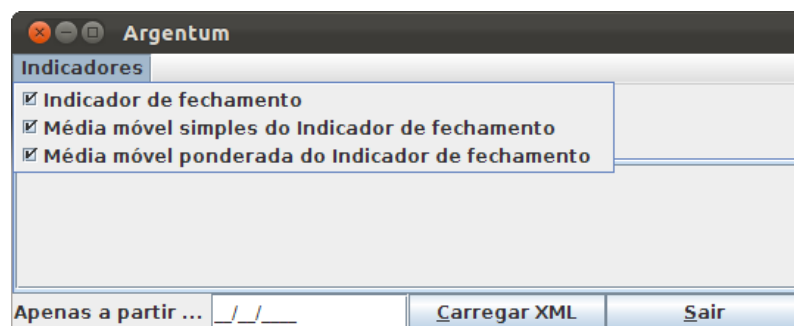 Argentum
Indicadores
Indicador de fechamento
Média móvel simples do Indicador de fechamento
Média móvel ponderada do Indicador de fechamento
Apenas a partir ... __/__/____ Carregar XML Sair